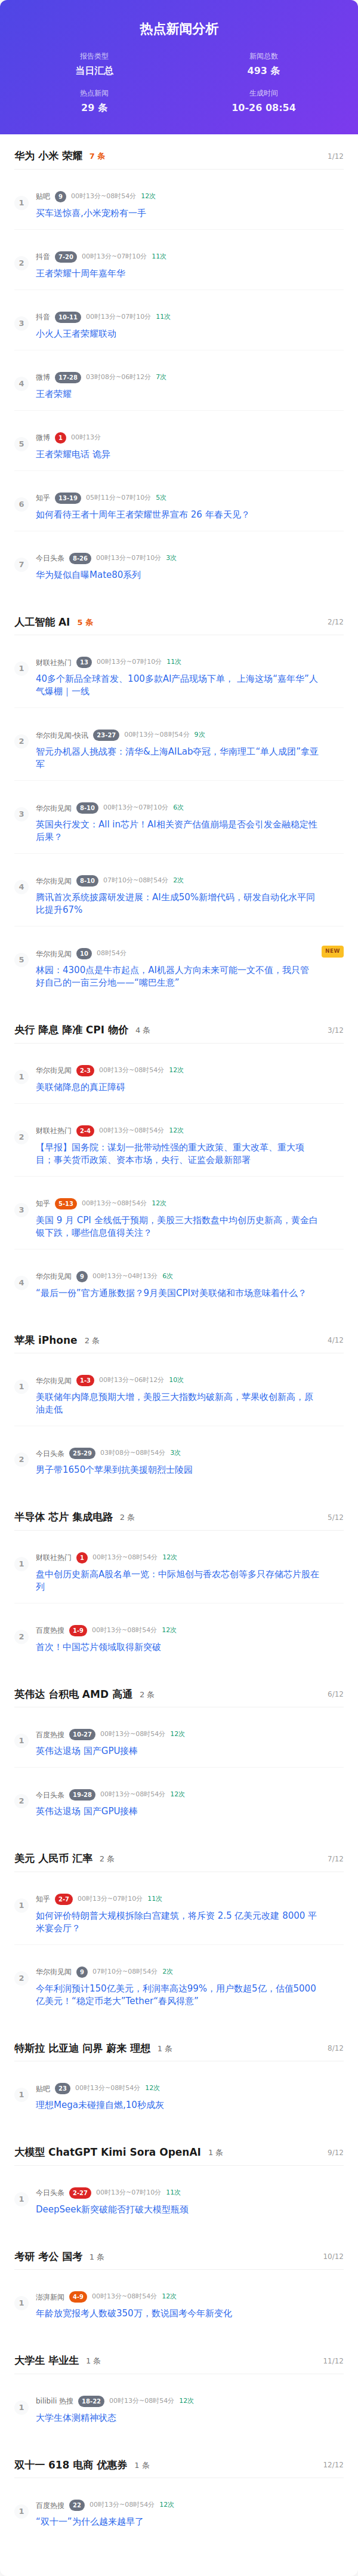 热点新闻分析
报告类型
新闻总数
当日汇总
493 条
热点新闻
生成时间
29 条
10-26 08:54
华为 小米 荣耀 7 条 1/12
1
贴吧 9 00时13分~08时54分 12次
买车送惊喜,小米宠粉有一手
2
抖音 7-20 00时13分~07时10分 11次
王者荣耀十周年嘉年华
3
抖音 10-11 00时13分~07时10分 11次
小火人王者荣耀联动
4
微博 17-28 03时08分~06时12分 7次
王者荣耀
5
微博 1 00时13分
王者荣耀电话 诡异
6
知乎 13-19 05时11分~07时10分 5次
如何看待王者十周年王者荣耀世界宣布 26 年春天见？
7
今日头条 8-26 00时13分~07时10分 3次
华为疑似自曝Mate80系列
人工智能 AI 5 条 2/12
1
财联社热门 13 00时13分~07时10分 11次
40多个新品全球首发、100多款AI产品现场下单， 上海这场“嘉年华”人
气爆棚｜一线
2
华尔街见闻-快讯 23-27 00时13分~08时54分 9次
智元办机器人挑战赛：清华&上海AILab夺冠，华南理工“单人成团”拿亚
军
3
华尔街见闻 8-10 00时13分~07时10分 6次
英国央行发文：All in芯片！AI相关资产估值崩塌是否会引发金融稳定性
后果？
4
华尔街见闻 8-10 07时10分~08时54分 2次
腾讯首次系统披露研发进展：AI生成50%新增代码，研发自动化水平同
比提升67%
5
华尔街见闻 10 08时54分 NEW
林园：4300点是牛市起点，AI机器人方向未来可能一文不值，我只管
好自己的一亩三分地——“嘴巴生意”
央行 降息 降准 CPI 物价 4 条 3/12
1
华尔街见闻 2-3 00时13分~08时54分 12次
美联储降息的真正障碍
2
财联社热门 2-4 00时13分~08时54分 12次
【早报】国务院：谋划一批带动性强的重大政策、重大改革、重大项
目；事关货币政策、资本市场，央行、证监会最新部署
3
知乎 5-13 00时13分~08时54分 12次
美国 9 月 CPI 全线低于预期，美股三大指数盘中均创历史新高，黄金白
银下跌，哪些信息值得关注？
4
华尔街见闻 9 00时13分~04时13分 6次
“最后一份”官方通胀数据？9月美国CPI对美联储和市场意味着什么？
苹果 iPhone 2 条 4/12
1
华尔街见闻 1-3 00时13分~06时12分 10次
美联储年内降息预期大增，美股三大指数均破新高，苹果收创新高，原
油走低
2
今日头条 25-29 03时08分~08时54分 3次
男子带1650个苹果到抗美援朝烈士陵园
半导体 芯片 集成电路 2 条 5/12
1
财联社热门 1 00时13分~08时54分 12次
盘中创历史新高A股名单一览：中际旭创与香农芯创等多只存储芯片股在
列
2
百度热搜 1-9 00时13分~08时54分 12次
首次！中国芯片领域取得新突破
英伟达 台积电 AMD 高通 2 条 6/12
1
百度热搜 10-27 00时13分~08时54分 12次
英伟达退场 国产GPU接棒
2
今日头条 19-28 00时13分~08时54分 12次
英伟达退场 国产GPU接棒
美元 人民币 汇率 2 条 7/12
1
知乎 2-7 00时13分~07时10分 11次
如何评价特朗普大规模拆除白宫建筑，将斥资 2.5 亿美元改建 8000 平
米宴会厅？
2
华尔街见闻 9 07时10分~08时54分 2次
今年利润预计150亿美元，利润率高达99%，用户数超5亿，估值5000
亿美元！“稳定币老大”Tether“春风得意”
特斯拉 比亚迪 问界 蔚来 理想 1 条 8/12
1
贴吧 23 00时13分~08时54分 12次
理想Mega未碰撞自燃,10秒成灰
大模型 ChatGPT Kimi Sora OpenAI 1 条 9/12
1
今日头条 2-27 00时13分~07时10分 11次
DeepSeek新突破能否打破大模型瓶颈
考研 考公 国考 1 条 10/12
1
澎湃新闻 4-9 00时13分~08时54分 12次
年龄放宽报考人数破350万，数说国考今年新变化
大学生 毕业生 1 条 11/12
1
bilibili 热搜 18-22 00时13分~08时54分 12次
大学生体测精神状态
双十一 618 电商 优惠券 1 条 12/12
1
百度热搜 22 00时13分~08时54分 12次
“双十一”为什么越来越早了